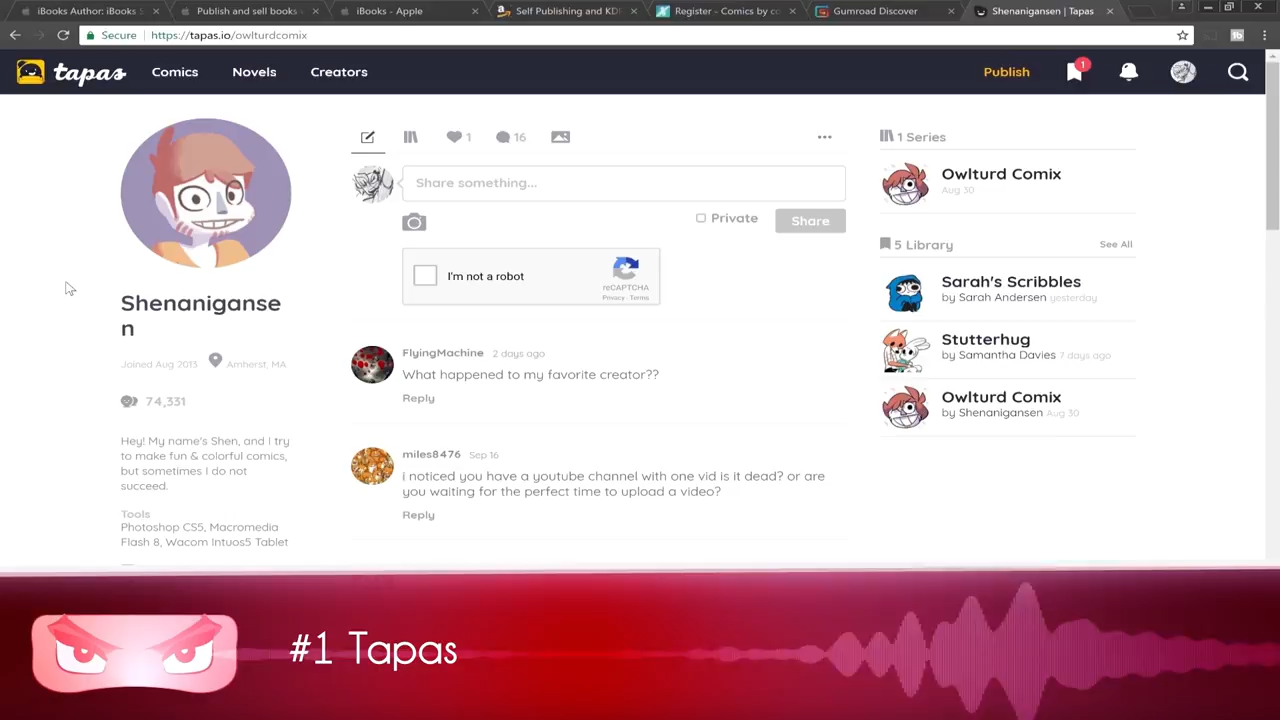 iBooks Author: iBooks S
Publish and sell books
iBooks - Apple
Self Publishing and KDP
Register - Comics by co
Gumroad Discover
Shenanigansen | Tapas
Secure
https://tapas.io/owlturdcomix
tapas
Comics
Novels
Creators
Publish
1
1
16
Share something...
Private
Share
I'm not a robot
reCAPTCHA
Privacy - Terms
Shenaniganse
n
Joined Aug 2013
Amherst, MA
74,331
Hey! My name's Shen, and I try
to make fun & colorful comics,
but sometimes I do not
succeed.
Tools
Photoshop CS5, Macromedia
Flash 8, Wacom Intuos5 Tablet
FlyingMachine 2 days ago
What happened to my favorite creator??
Reply
miles8476 Sep 16
i noticed you have a youtube channel with one vid is it dead? or are
you waiting for the perfect time to upload a video?
Reply
1 Series
Owlturd Comix
Aug 30
5 Library
See All
Sarah's Scribbles
by Sarah Andersen yesterday
Stutterhug
by Samantha Davies 7 days ago
Owlturd Comix
by Shenanigansen Aug 30
#1 Tapas